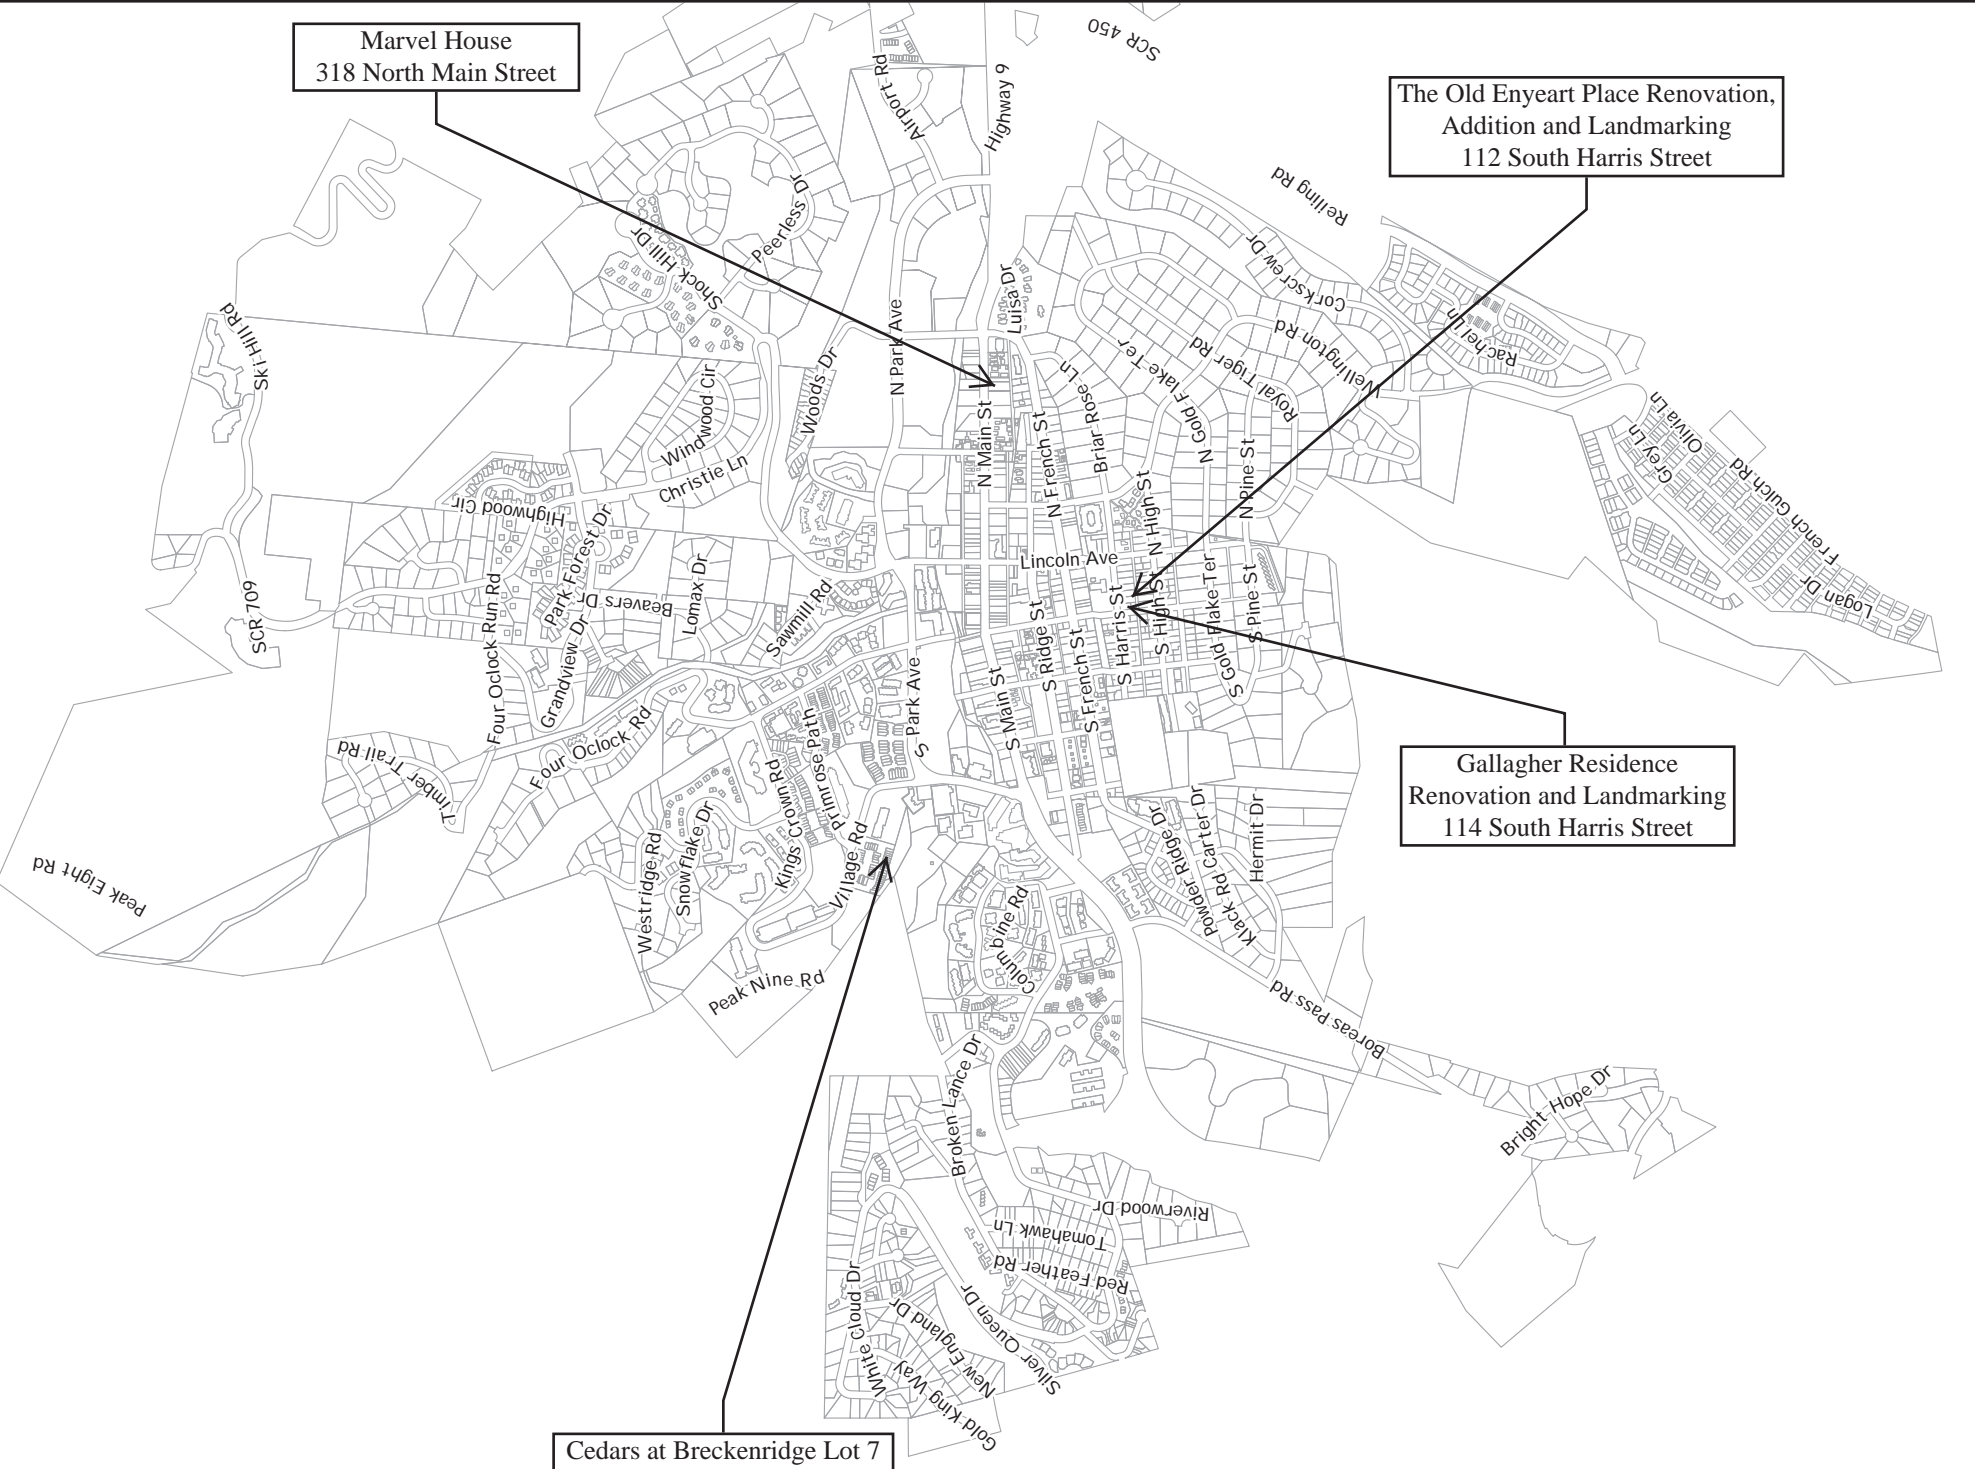 Marvel House
318 North Main Street
The Old Enyeart Place Renovation,
Addition and Landmarking
112 South Harris Street
SCR 450
Airport Rd
Highway 9
Reiling Rd
Peerless Dr
Shock Hill Dr
Corkscrew Dr
Luisa Dr
Ski Hill Rd
N Park Ave
Woods Dr
Wellington Rd
Rachel Ln
Royal Tiger Rd
N Gold Flake Ter
Briar Rose Ln
Windwood Cir
Christie Ln
N Main St
N French St
N High St
N Pine St
Grey Ln
Olivia Ln
French Gulch Rd
Logan Dr
Highwood Cir
Park Forest Dr
Lincoln Ave
SCR 709
Four Oclock Run Rd
Beavers Dr
Lomax Dr
Sawmill Rd
Grandview Dr
S Ridge St
S French St
S Harris St
S High St
S Gold Flake Ter
S Pine St
S Main St
S Park Ave
Four Oclock Rd
Timber Trail Rd
Primrose Path
Kings Crown Rd
Village Rd
Snowflake Dr
Westridge Rd
Peak Eight Rd
Peak Nine Rd
Gallagher Residence
Renovation and Landmarking
114 South Harris Street
Powder Ridge Dr
Carter Dr
Klack Rd
Hermit Dr
Columbine Rd
Boreas Pass Rd
Bright Hope Dr
Broken Lance Dr
Riverwood Dr
Tomahawk Ln
Red Feather Rd
Silver Queen Dr
White Cloud Dr
New England Dr
Gold King Way
Cedars at Breckenridge Lot 7